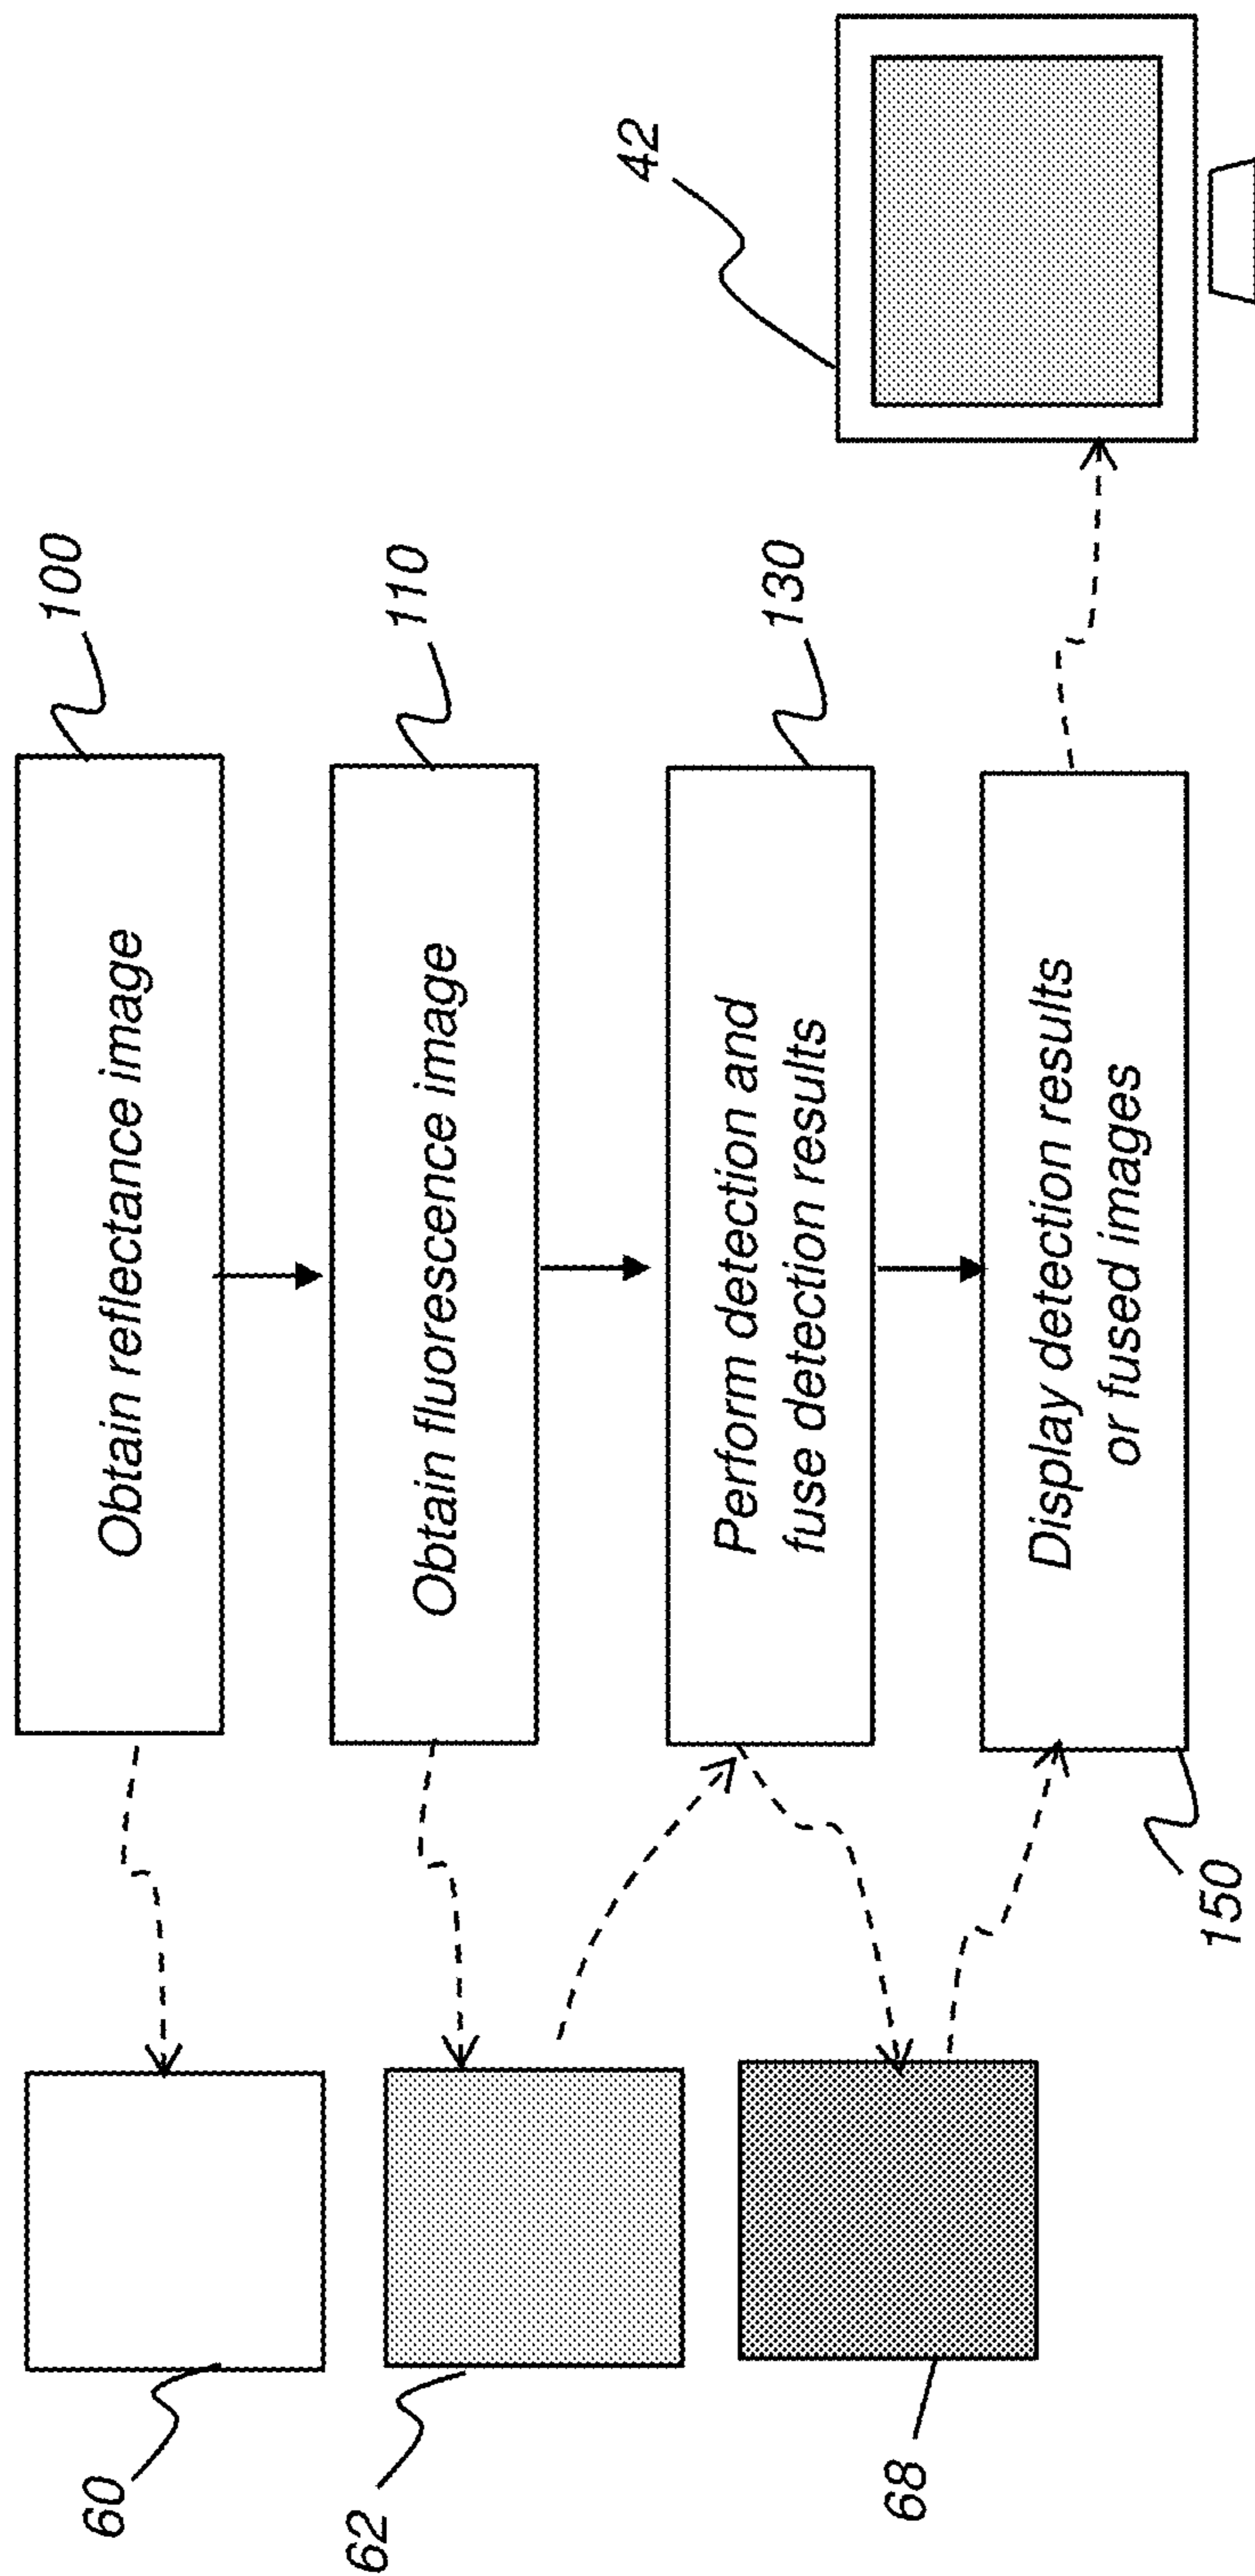 100
Obtain reflectance image
60
110
Obtain fluorescence image
62
130
Perform detection and
fuse detection results
42
68
Display detection results
or fused images
150